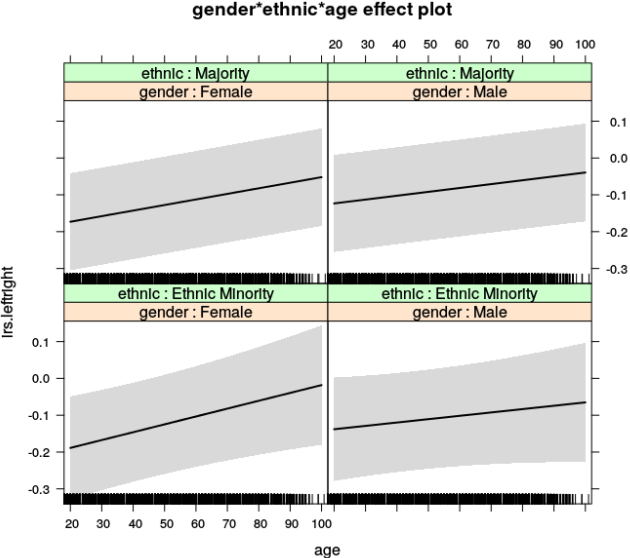 gender*ethnic*age effect plot
20 30 40 50 60 70 80 90 100
ethnic : Majority ethnic : Majority
gender : Female gender : Male
0.1
0.0
-0.1
-0.2
-0.3
ethnic : Ethnic Minority ethnic : Ethnic Minority
gender : Female gender : Male
lrs.leftright
0.1
0.0
-0.1
-0.2
-0.3
20 30 40 50 60 70 80 90 100
age